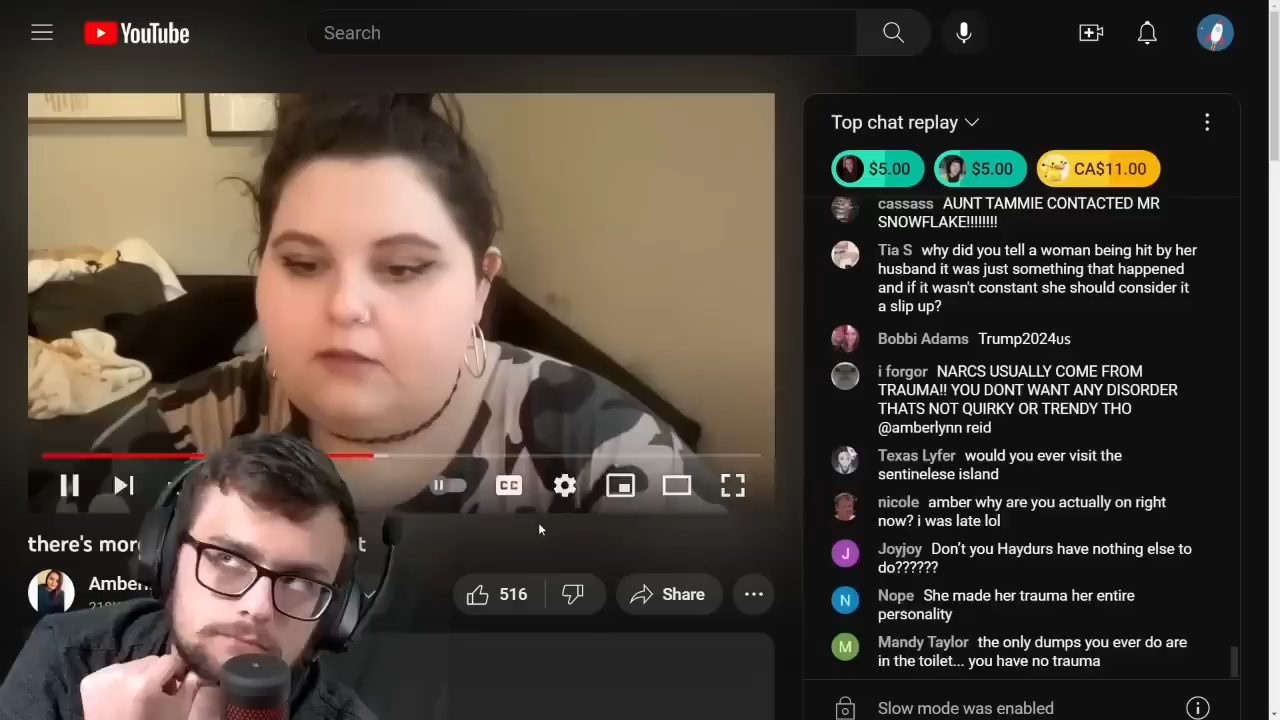 YouTube
Search
Top chat replay
$5.00
$5.00
CA$11.00
cassass AUNT TAMMIE CONTACTED MR
SNOWFLAKE!!!!!!!!
Tia S why did you tell a woman being hit by her
husband it was just something that happened
and if it wasn't constant she should consider it
a slip up?
Bobbi Adams Trump2024us
i forgor NARCS USUALLY COME FROM
TRAUMA!! YOU DONT WANT ANY DISORDER
THATS NOT QUIRKY OR TRENDY THO
@amberlynn reid
Texas Lyfer would you ever visit the
sentinelese island
nicole amber why are you actually on right
now? i was late lol
Joyjoy Don't you Haydurs have nothing else to
do??????
Nope She made her trauma her entire
personality
Mandy Taylor the only dumps you ever do are
in the toilet... you have no trauma
Slow mode was enabled
CC
there's mor
t
Amber
516
Share
J
N
M